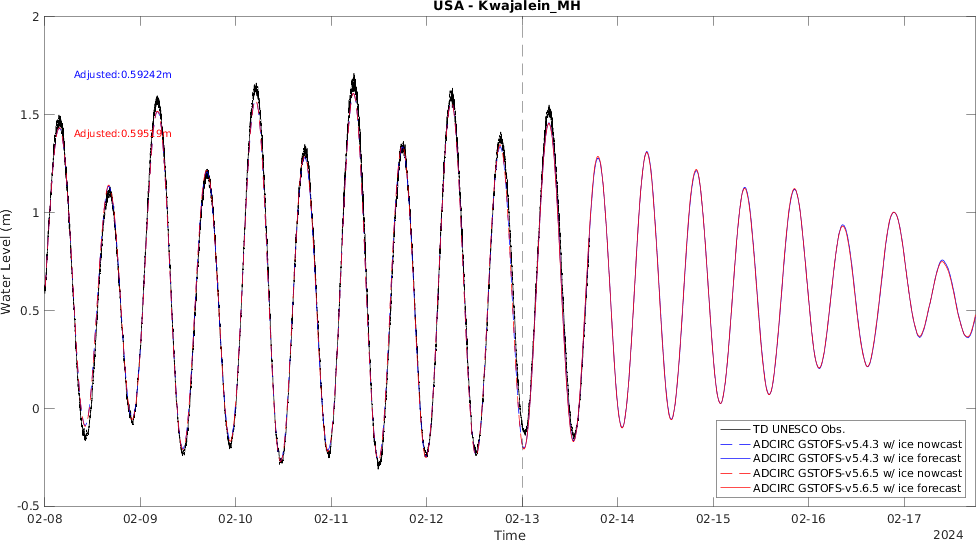 USA - Kwajalein_MH
2
1.5
1
0.5
0
-0.5
Water Level (m)
Adjusted:0.59242m
Adjusted:0.59519m
TD UNESCO Obs.
ADCIRC GSTOFS-v5.4.3 w/ ice nowcast
ADCIRC GSTOFS-v5.4.3 w/ ice forecast
ADCIRC GSTOFS-v5.6.5 w/ ice nowcast
ADCIRC GSTOFS-v5.6.5 w/ ice forecast
02-08 02-09 02-10 02-11 02-12 02-13 02-14 02-15 02-16 02-17
Time
2024